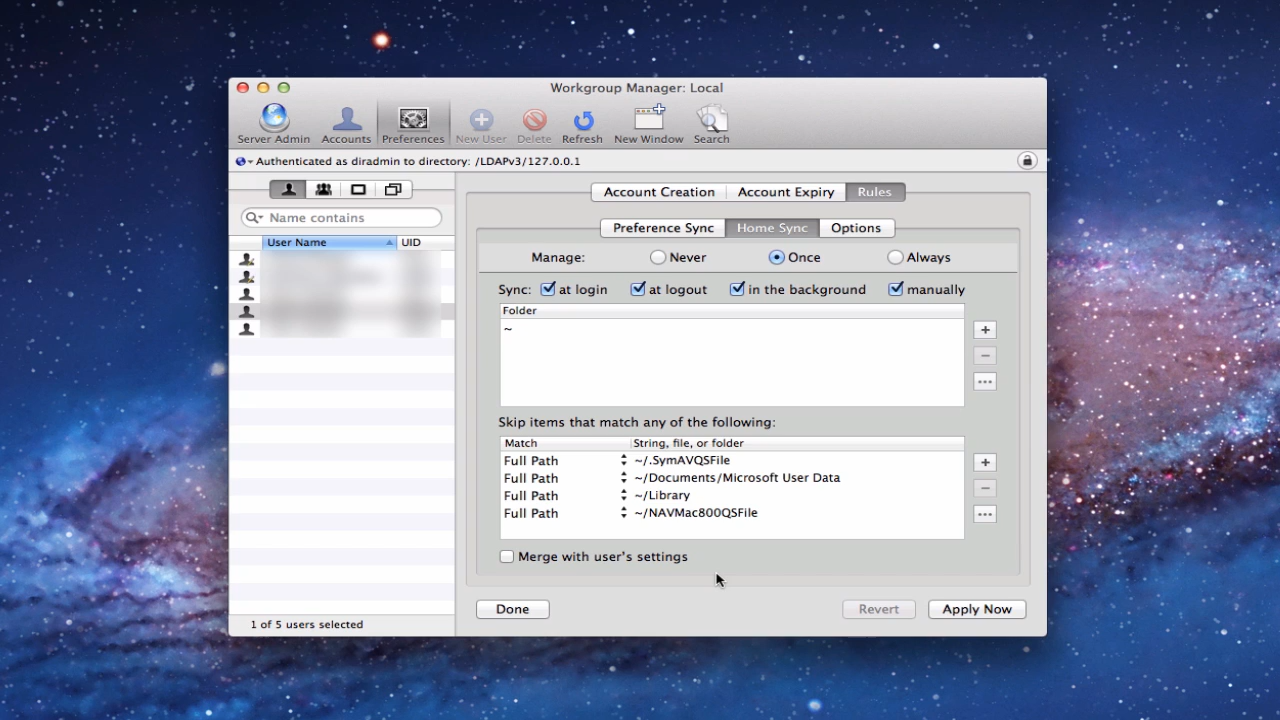 Workgroup Manager: Local
Server Admin Accounts Preferences New User Delete Refresh New Window Search
Authenticated as diradmin to directory: /LDAPv3/127.0.0.1
Account Creation Account Expiry Rules
Name contains
Preference Sync Home Sync Options
User Name UID
Manage: Never Once Always
Sync: at login at logout in the background manually
Folder
~
Skip items that match any of the following:
Match String, file, or folder
Full Path ~/.SymAVQSFile
Full Path ~/Documents/Microsoft User Data
Full Path ~/Library
Full Path ~/NAVMac800QSFile
Merge with user's settings
Done Revert Apply Now
1 of 5 users selected